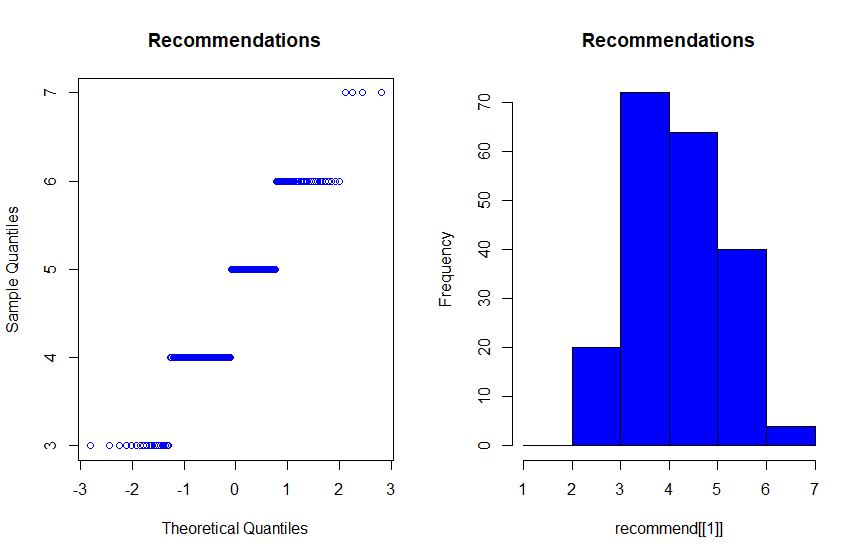 Recommendations
Sample Quantiles
7
6
5
4
3
-3 -2 -1 0 1 2 3
Theoretical Quantiles
Recommendations
Frequency
70
60
50
40
30
20
10
0
1 2 3 4 5 6 7
recommend[[1]]